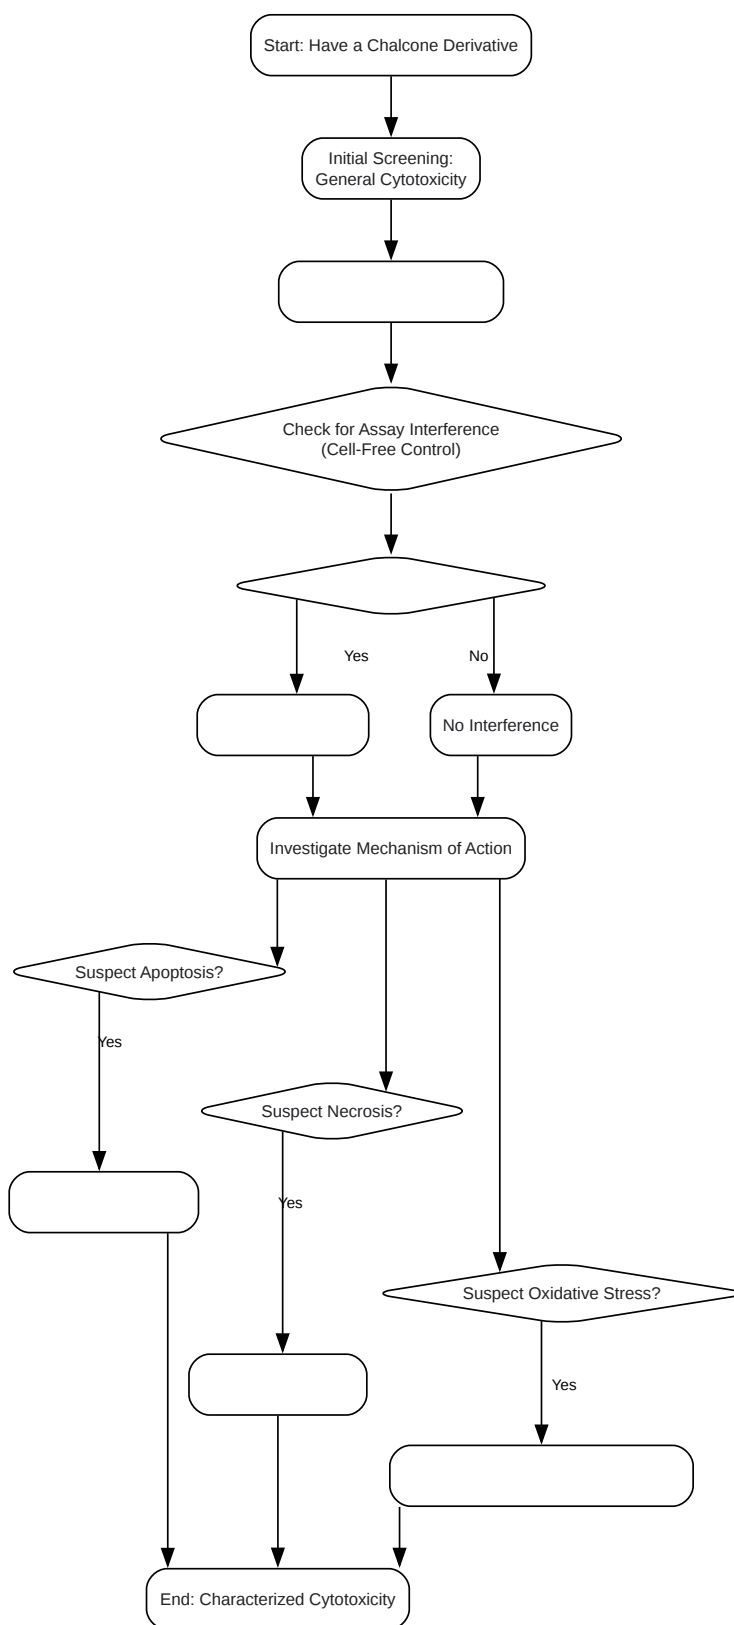 Start: Have a Chalcone Derivative
Initial Screening:
General Cytotoxicity
Check for Assay Interference
(Cell-Free Control)
Yes
No
No Interference
Investigate Mechanism of Action
Suspect Apoptosis?
Yes
Suspect Necrosis?
Yes
Suspect Oxidative Stress?
Yes
End: Characterized Cytotoxicity